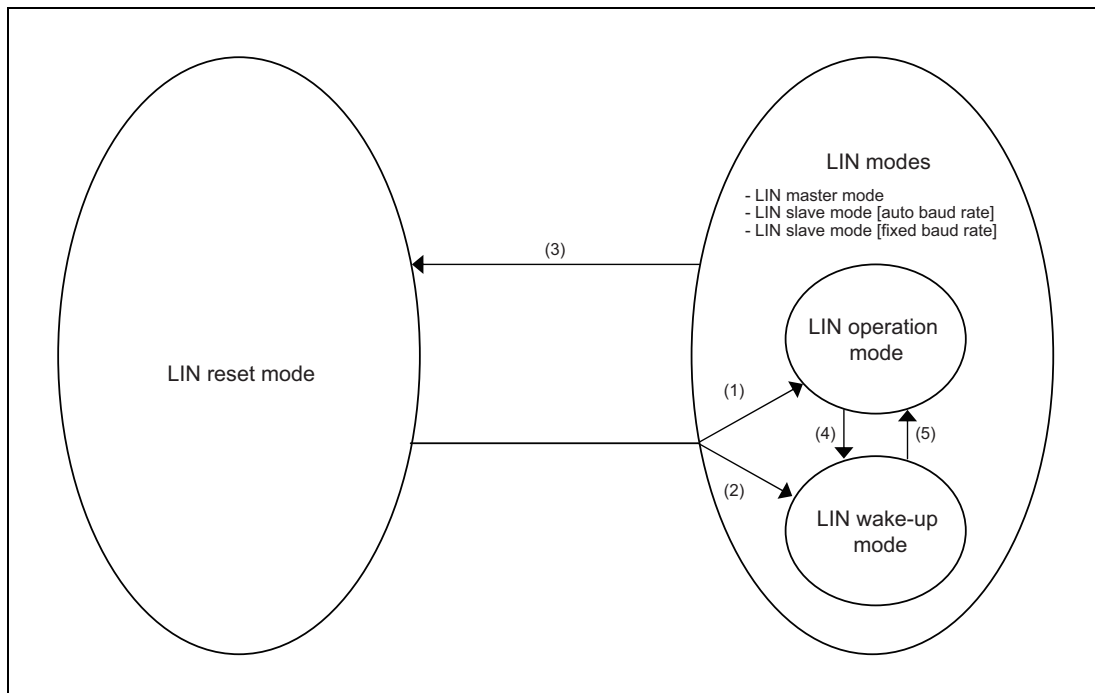 LIN modes
- LIN master mode
- LIN slave mode [auto baud rate]
- LIN slave mode [fixed baud rate]
(3)
LIN operation
mode
LIN reset mode
(1)
(4)
(5)
(2)
LIN wake-up
mode